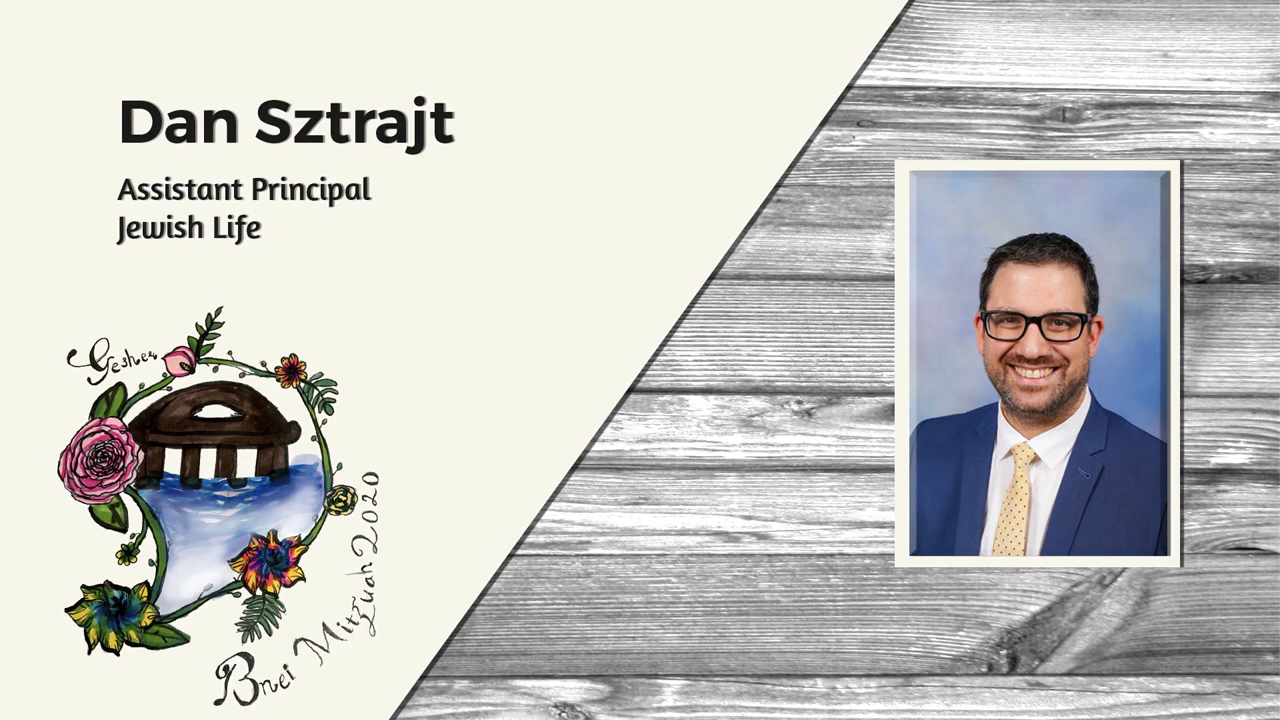 Dan Sztrajt
Assistant Principal
Jewish Life
Gesher
Bnei Mitzvah 2020